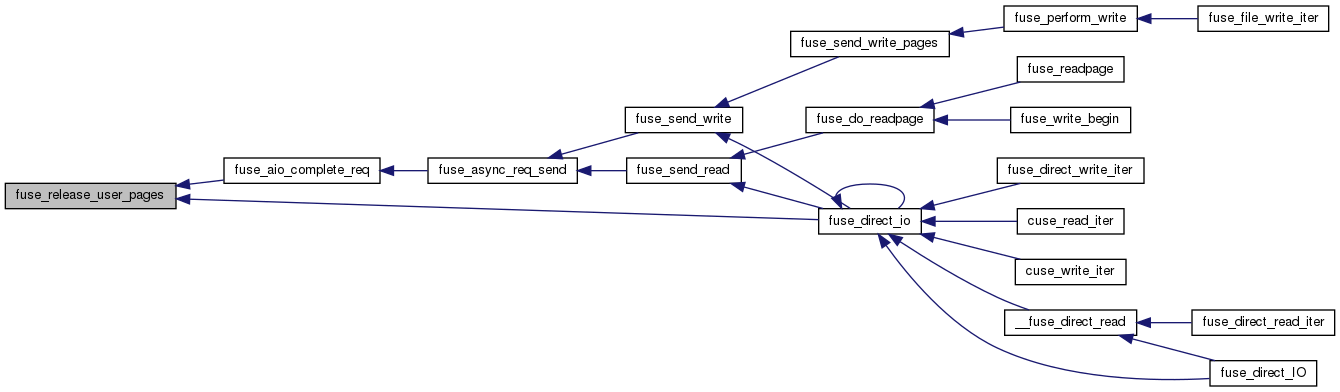 fuse_perform_write
fuse_file_write_iter
fuse_send_write_pages
fuse_readpage
fuse_send_write
fuse_do_readpage
fuse_write_begin
fuse_aio_complete_req
fuse_async_req_send
fuse_send_read
fuse_direct_write_iter
fuse_release_user_pages
fuse_direct_io
cuse_read_iter
cuse_write_iter
__fuse_direct_read
fuse_direct_read_iter
fuse_direct_IO